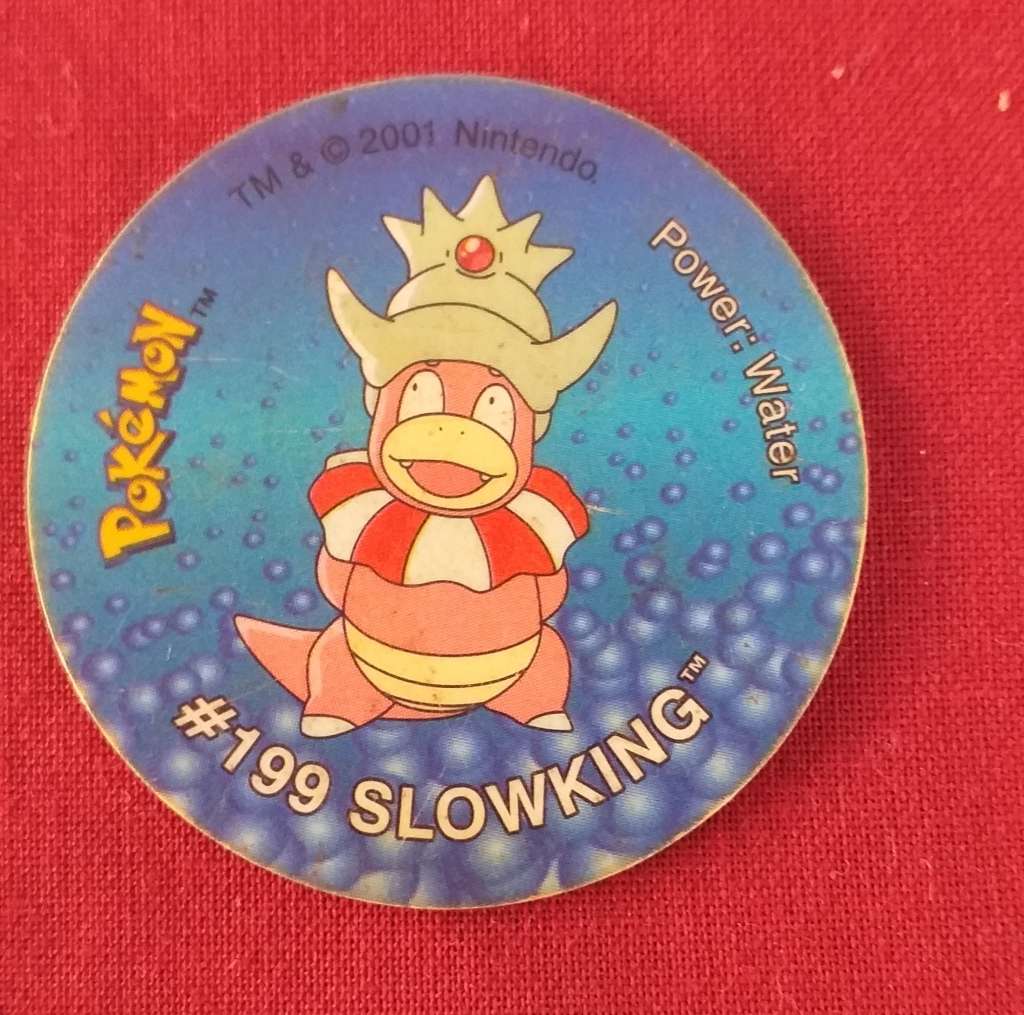 TM & © 2001 Nintendo.
Power: Water
POKéMON™
#199 SLOWKING™